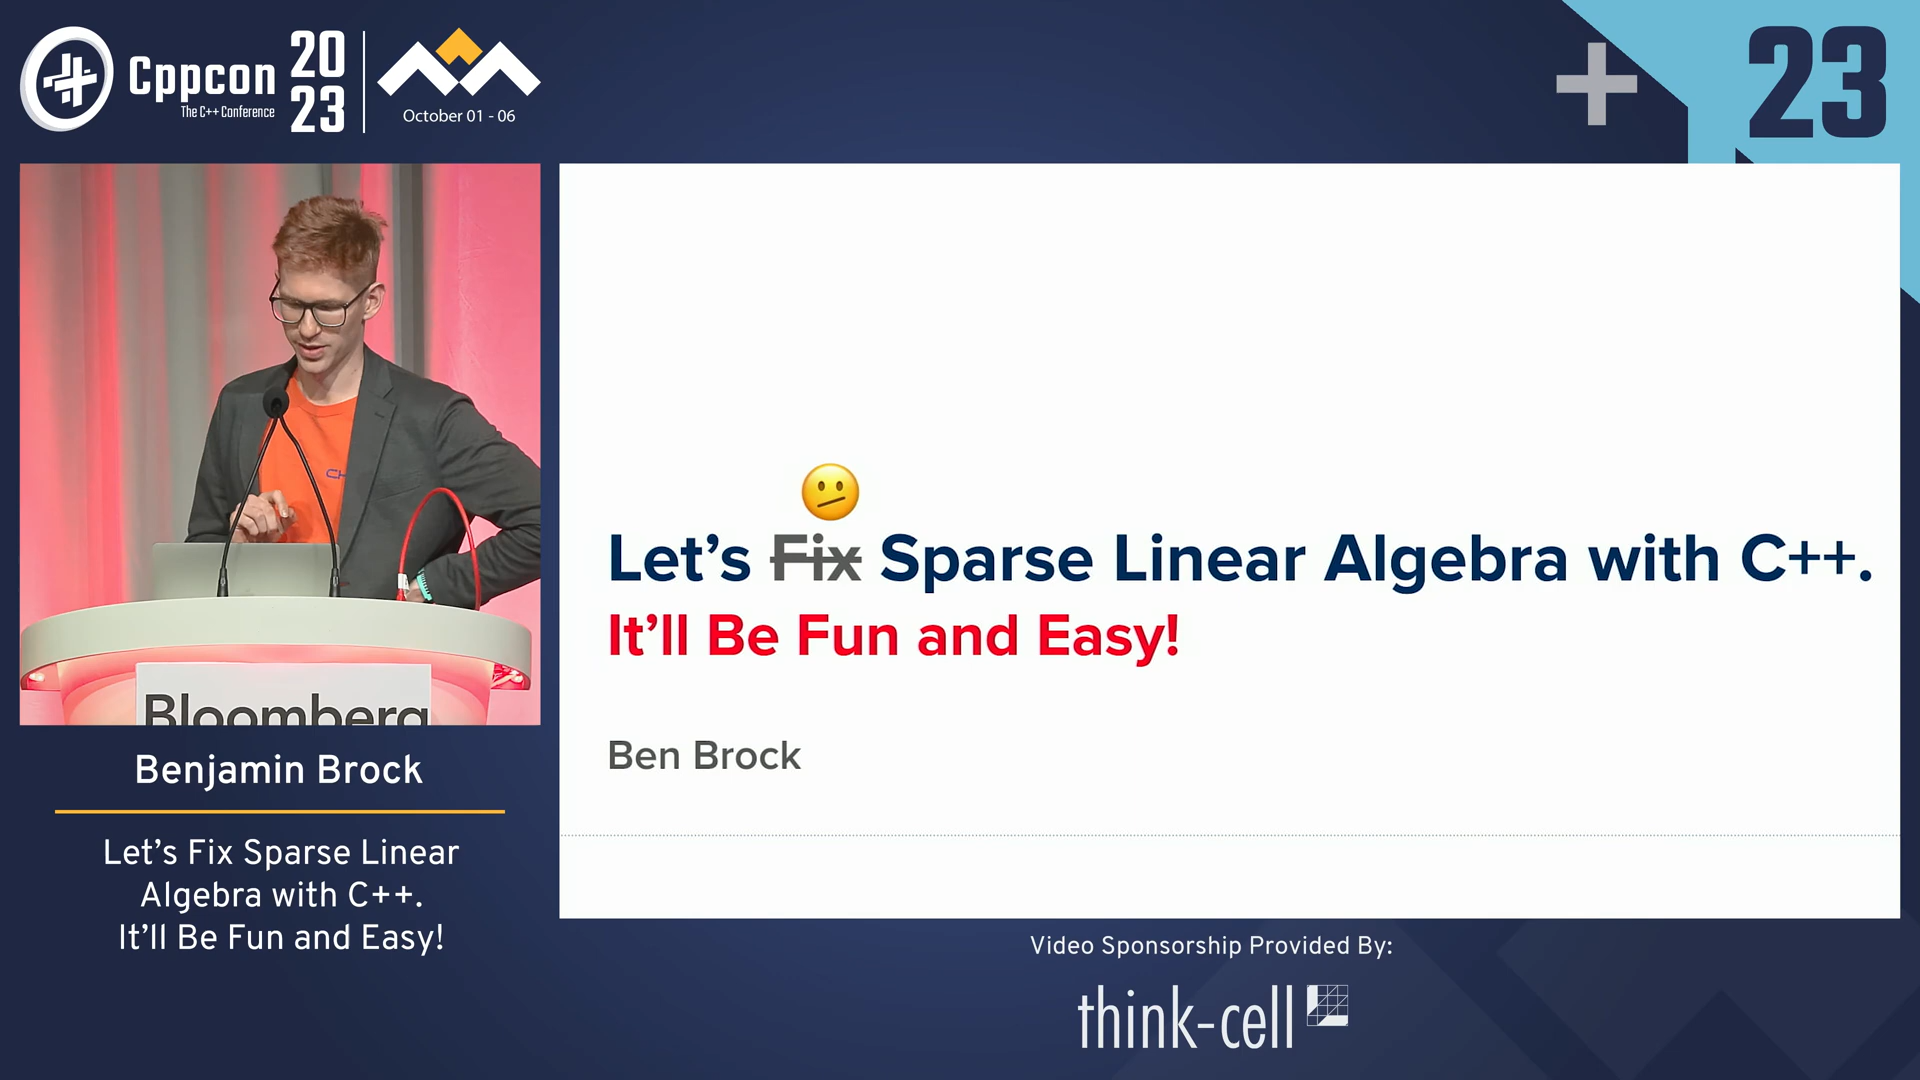 Cppcon
The C++ Conference
20
23
October 01 - 06
23
Let's Fix Sparse Linear Algebra with C++.
It'll Be Fun and Easy!
Ben Brock
Bloomberg
Benjamin Brock
Let's Fix Sparse Linear
Algebra with C++.
It'll Be Fun and Easy!
Video Sponsorship Provided By:
think-cell